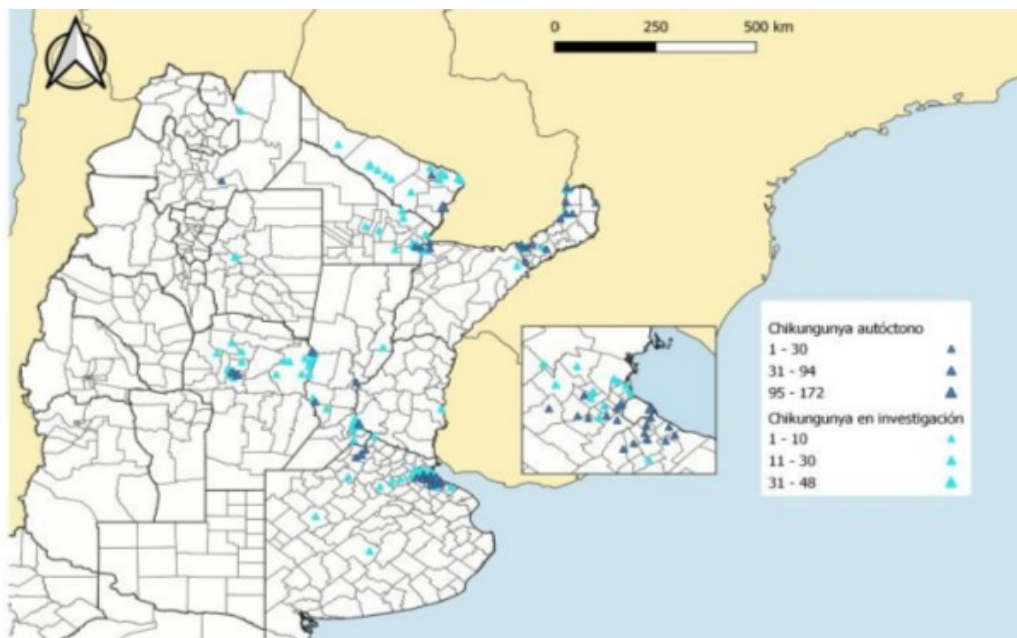 0 250 500 km
Chikungunya autóctono
1 - 30
31 - 94
95 - 172
Chikungunya en investigación
1 - 10
11 - 30
31 - 48